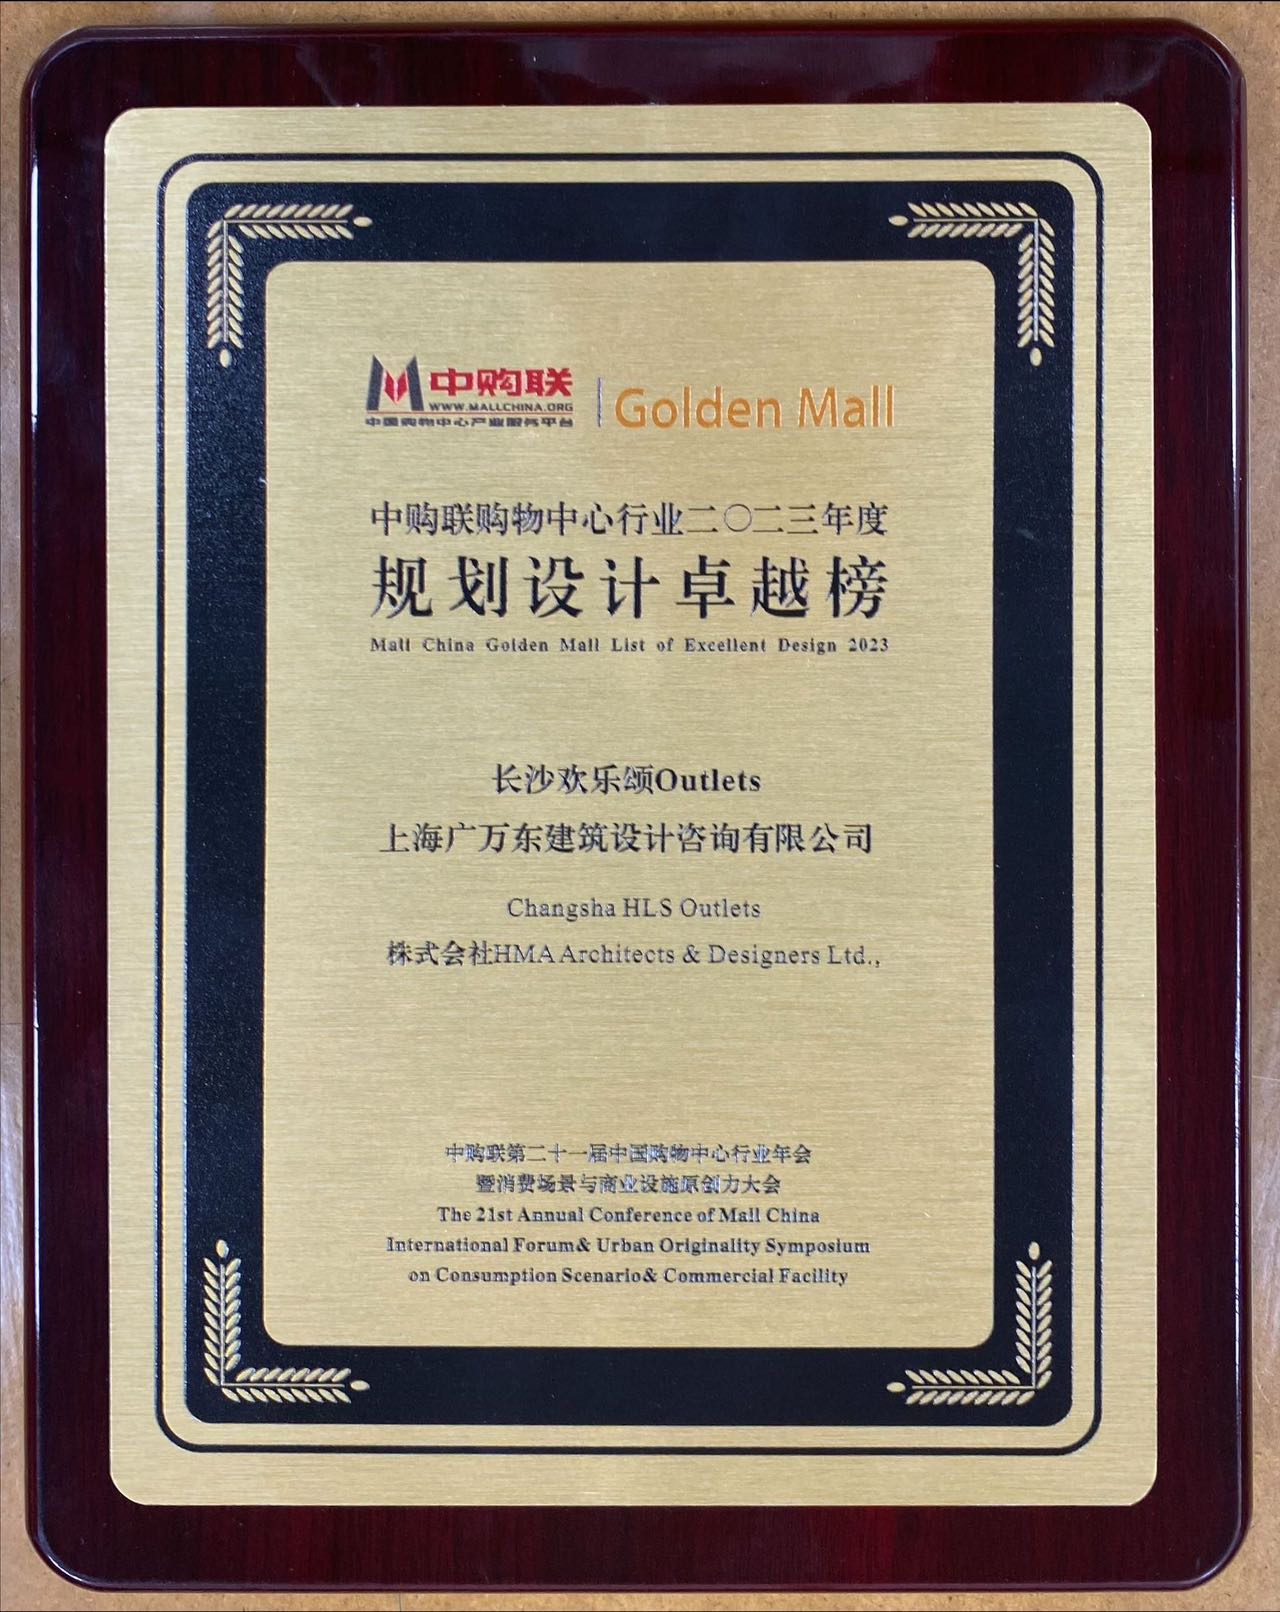 中购联
WWW.MALLCHINA.ORG
中国购物中心产业服务平台
Golden Mall
中购联购物中心行业二〇二三年度
规划设计卓越榜
Mall China Golden Mall List of Excellent Design 2023
长沙欢乐颂Outlets
上海广万东建筑设计咨询有限公司
Changsha HLS Outlets
株式会社HMA Architects & Designers Ltd.,
中购联第二十一届中国购物中心行业年会
暨消费场景与商业设施原创力大会
The 21st Annual Conference of Mall China
International Forum& Urban Originality Symposium
on Consumption Scenario& Commercial Facility